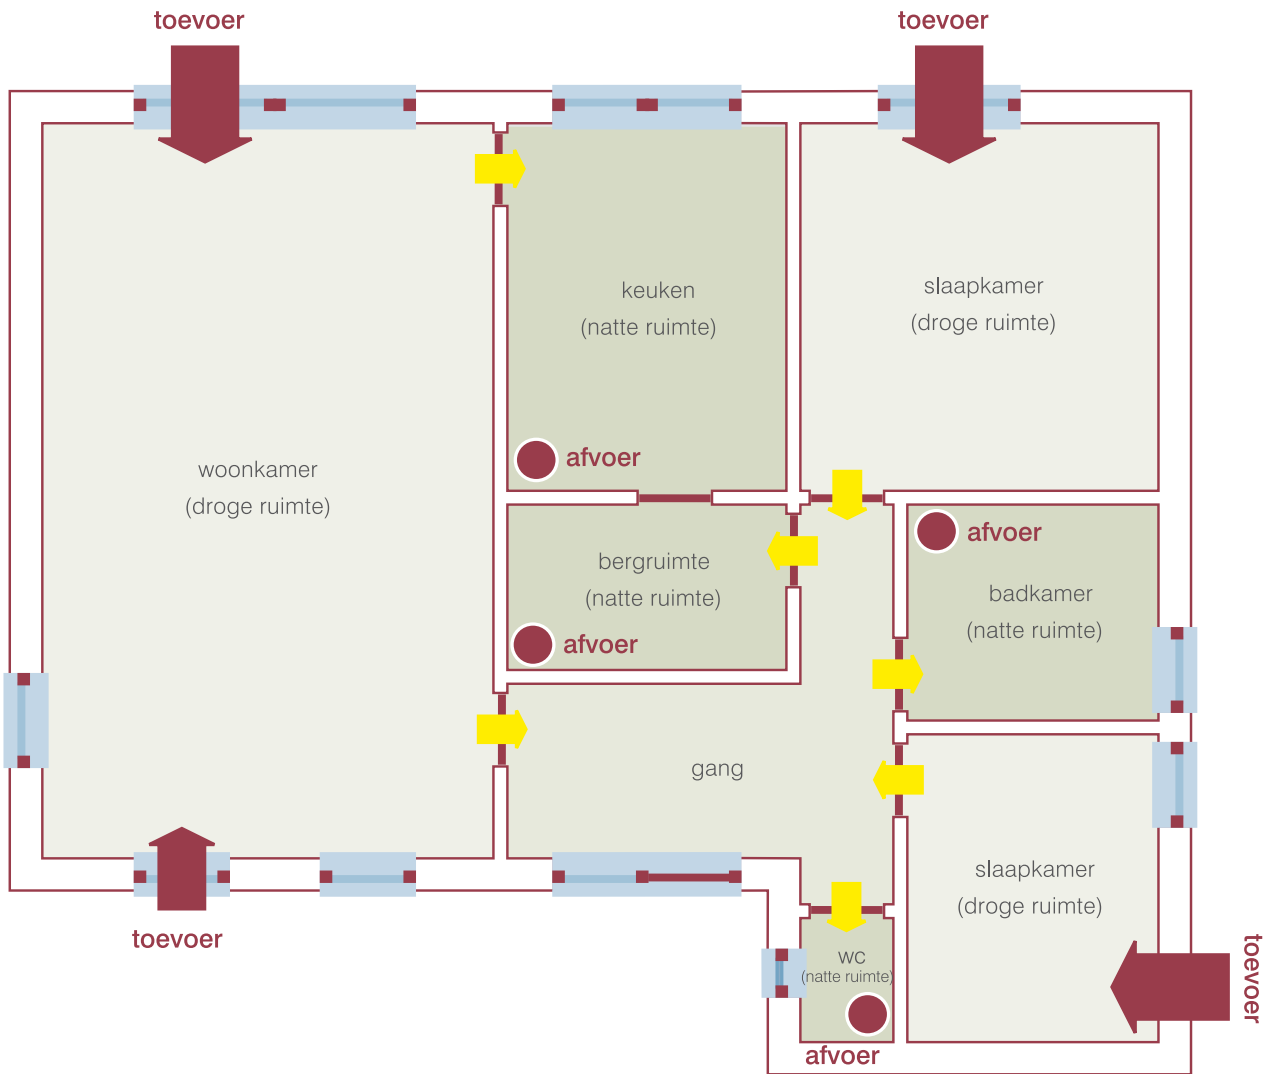 toevoer
toevoer
keuken
(natte ruimte)
slaapkamer
(droge ruimte)
afvoer
woonkamer
(droge ruimte)
afvoer
bergruimte
(natte ruimte)
badkamer
(natte ruimte)
afvoer
gang
slaapkamer
(droge ruimte)
toevoer
toevoer
wc
(natte ruimte)
afvoer